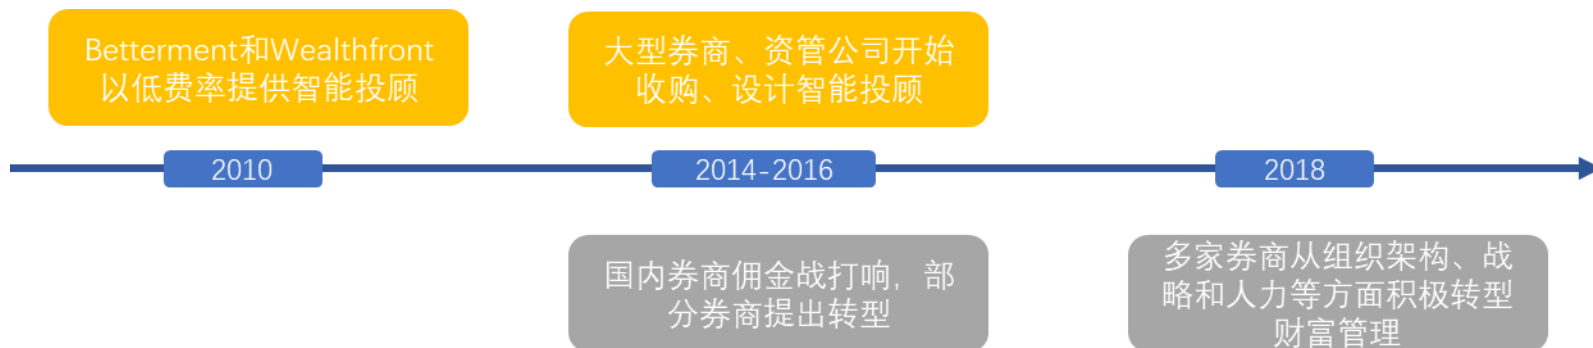 Betterment和Wealthfront
以低费率提供智能投顾
大型券商、资管公司开始
收购、设计智能投顾
2010
2014-2016
2018
国内券商佣金战打响，部
分券商提出转型
多家券商从组织架构、战
略和人力等方面积极转型
财富管理